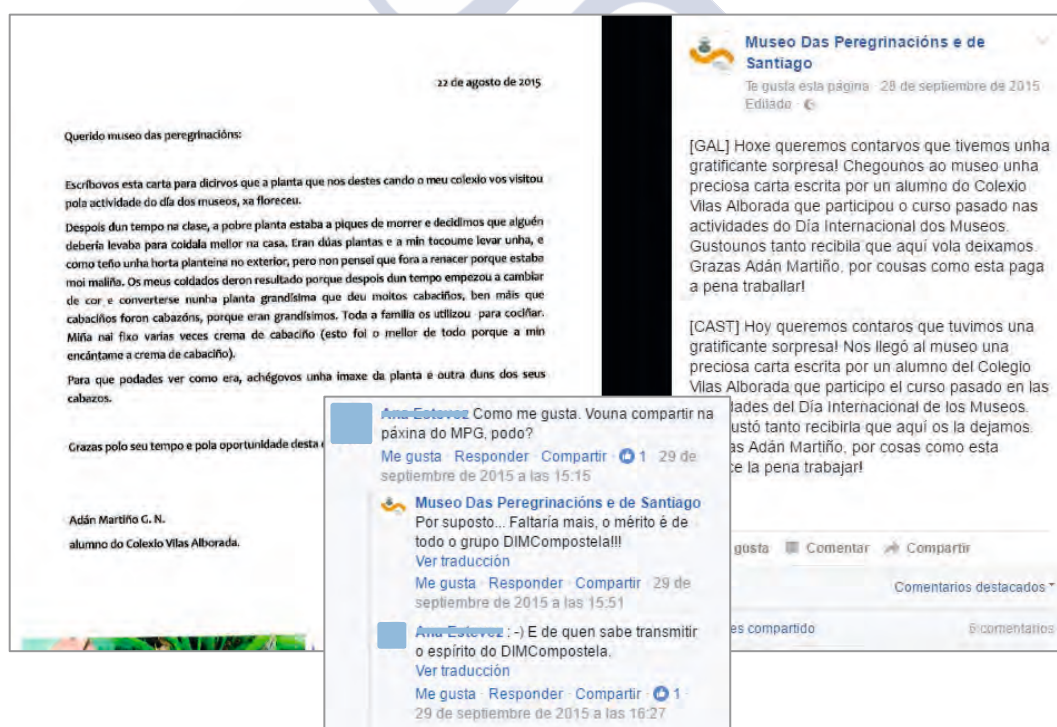 22 de agosto de 2015
Querido museo das peregrinacións:
Escríbovos esta carta para dicirvos que a planta que nos destes cando o meu colexio vos visitou
pola actividade do día dos museos, xa floreceu.
Despois dun tempo na clase, a pobre planta estaba a piques de morrer e decidimos que alguén
debería levaba para coidala mellor na casa. Eran dúas plantas e a min tocoume levar unha, e
como teño unha horta planteina no exterior, pero non pensei que fora a renacer porque estaba
moi maliña. Os meus coidados deron resultado porque despois dun tempo empezou a cambiar
de cor e converterse nunha planta grandísima que deu moitos cabaciños, ben máis que
cabaciños foron cabazóns, porque eran grandísimos. Toda a familia os utilizou para cociñar.
Miña nai fixo varias veces crema de cabaciño (esto foi o mellor de todo porque a min
encántame a crema de cabaciño).
Para que podades ver como era, achégovos unha imaxe da planta e outra duns dos seus
cabazos.
Grazas polo seu tempo e pola oportunidade desta
Adán Martiño G. N.
alumno do Colexio Vilas Alborada.
Museo Das Peregrinacións e de
Santiago
Te gusta esta página · 28 de septiembre de 2015 ·
Editado ·
[GAL] Hoxe queremos contarvos que tivemos unha
gratificante sorpresa! Chegounos ao museo unha
preciosa carta escrita por un alumno do Colexio
Vilas Alborada que participou o curso pasado nas
actividades do Día Internacional dos Museos.
Gustounos tanto recibila que aquí vola deixamos.
Grazas Adán Martiño, por cousas como esta paga
a pena traballar!
[CAST] Hoy queremos contaros que tuvimos una
gratificante sorpresa! Nos llegó al museo una
preciosa carta escrita por un alumno del Colegio
Vilas Alborada que participo el curso pasado en las
del Día Internacional de los Museos.
tanto recibirla que aquí os la dejamos.
Adán Martiño, por cosas como esta
la pena trabajar!
gusta Comentar Compartir
Comentarios destacados
compartido
comentarios
Como me gusta. Vouna compartir na
páxina do MPG, podo?
Me gusta · Responder · Compartir · 1 · 29 de
septiembre de 2015 a las 15:15
Museo Das Peregrinacións e de Santiago
Por suposto... Faltaría mais, o mérito é de
todo o grupo DIMCompostela!!!
Ver traducción
Me gusta · Responder · Compartir · 29 de
septiembre de 2015 a las 15:51
: -) E de quen sabe transmitir
o espírito do DIMCompostela.
Ver traducción
Me gusta · Responder · Compartir · 1 ·
29 de septiembre de 2015 a las 16:27